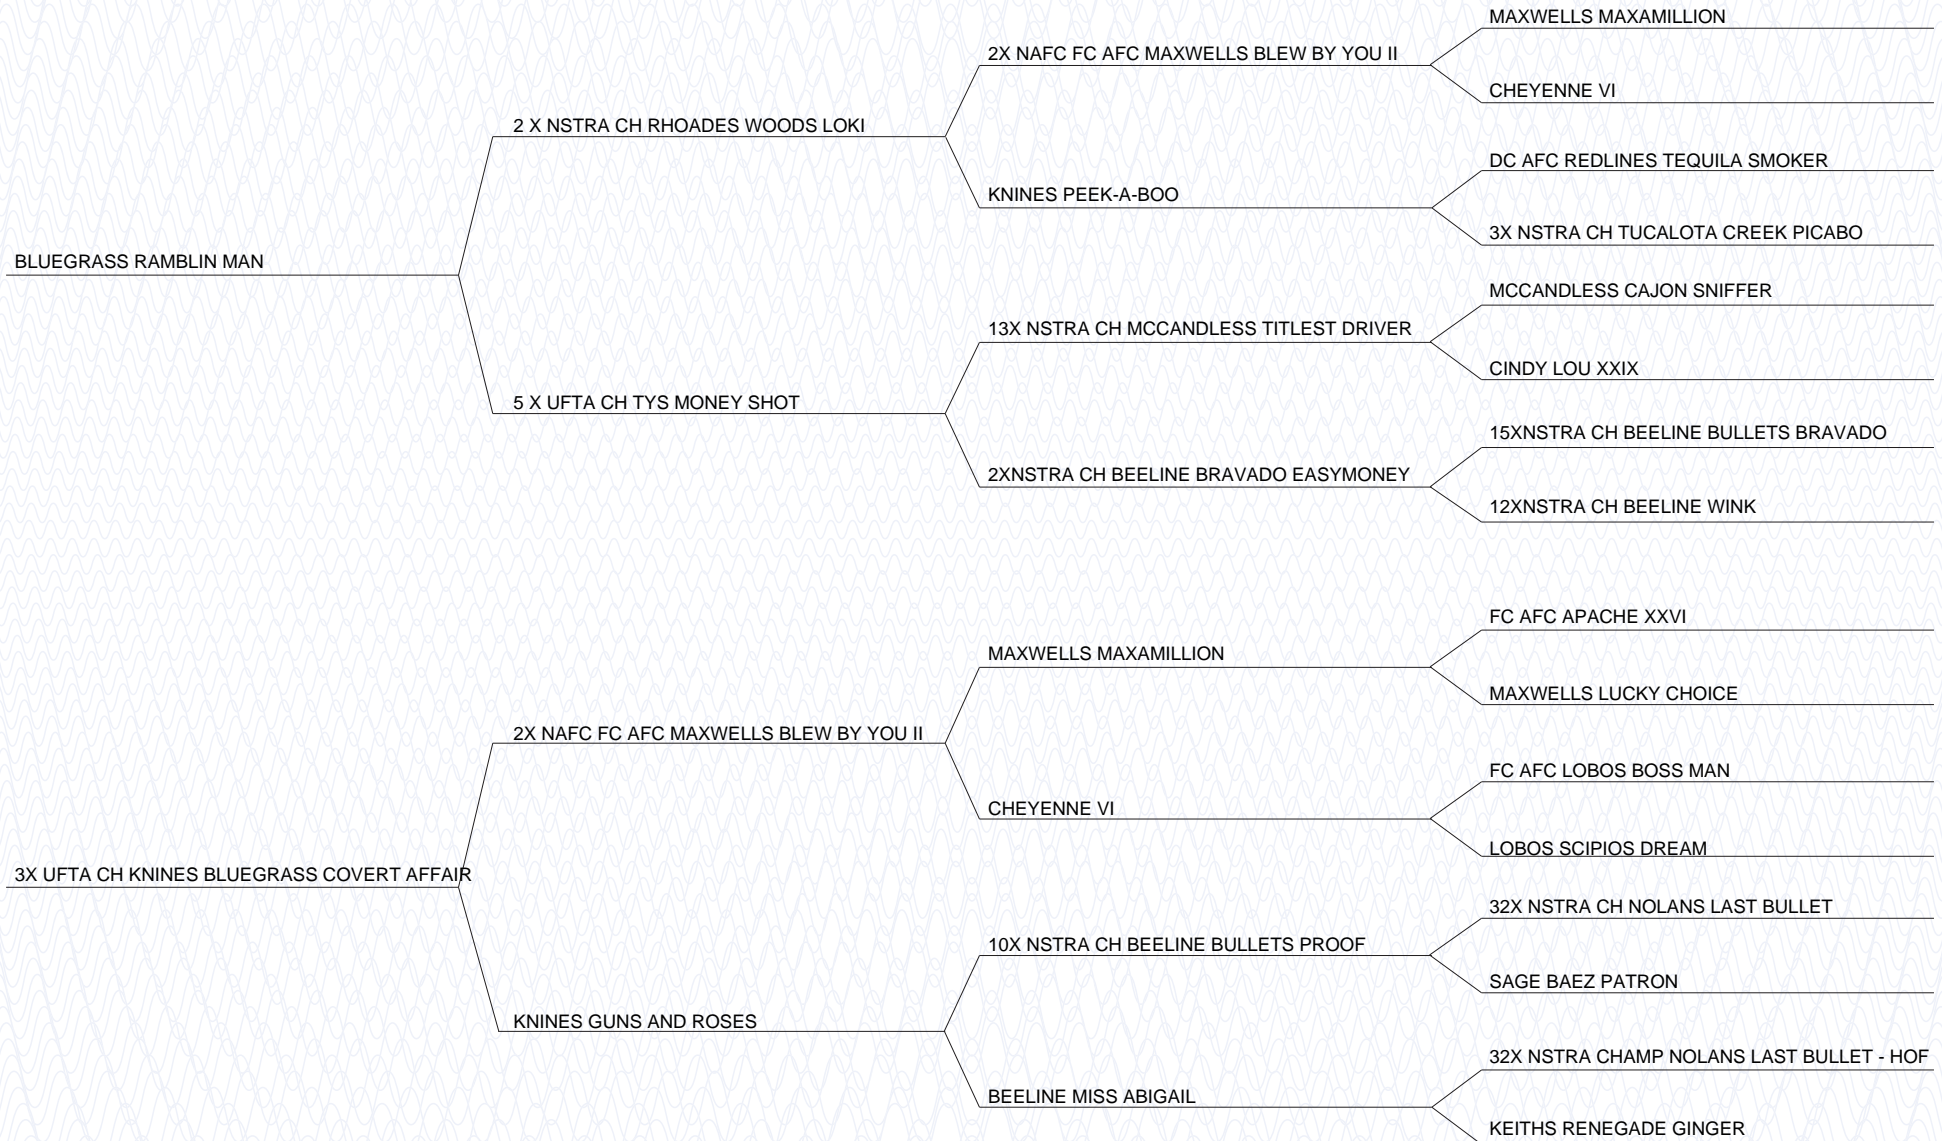 MAXWELLS MAXAMILLION
2X NAFC FC AFC MAXWELLS BLEW BY YOU II
CHEYENNE VI
2 X NSTRA CH RHOADES WOODS LOKI
DC AFC REDLINES TEQUILA SMOKER
KNINES PEEK-A-BOO
3X NSTRA CH TUCALOTA CREEK PICABO
BLUEGRASS RAMBLIN MAN
MCCANDLESS CAJON SNIFFER
13X NSTRA CH MCCANDLESS TITLEST DRIVER
CINDY LOU XXIX
5 X UFTA CH TYS MONEY SHOT
15XNSTRA CH BEELINE BULLETS BRAVADO
2XNSTRA CH BEELINE BRAVADO EASYMONEY
12XNSTRA CH BEELINE WINK
FC AFC APACHE XXVI
MAXWELLS MAXAMILLION
MAXWELLS LUCKY CHOICE
2X NAFC FC AFC MAXWELLS BLEW BY YOU II
FC AFC LOBOS BOSS MAN
CHEYENNE VI
LOBOS SCIPIOS DREAM
3X UFTA CH KNINES BLUEGRASS COVERT AFFAIR
32X NSTRA CH NOLANS LAST BULLET
10X NSTRA CH BEELINE BULLETS PROOF
SAGE BAEZ PATRON
KNINES GUNS AND ROSES
32X NSTRA CHAMP NOLANS LAST BULLET - HOF
BEELINE MISS ABIGAIL
KEITHS RENEGADE GINGER